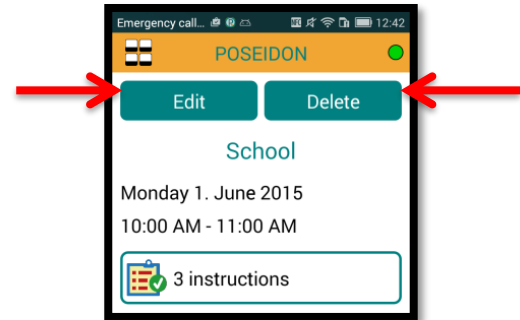 Emergency call... 12:42
POSEIDON
Edit Delete
School
Monday 1. June 2015
10:00 AM - 11:00 AM
3 instructions